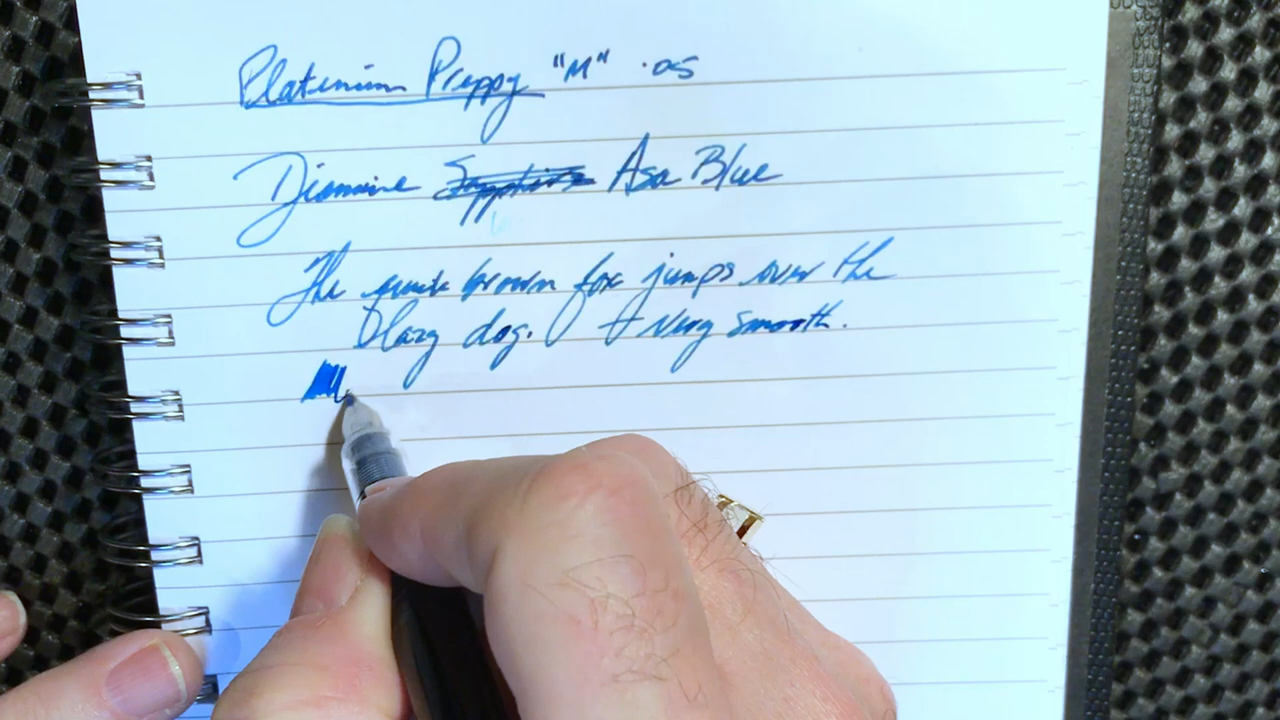 Platinum Preppy "M" .05
Diamine Sapphire Asa Blue
The quick brown fox jumps over the
lazy dog. Very smooth.